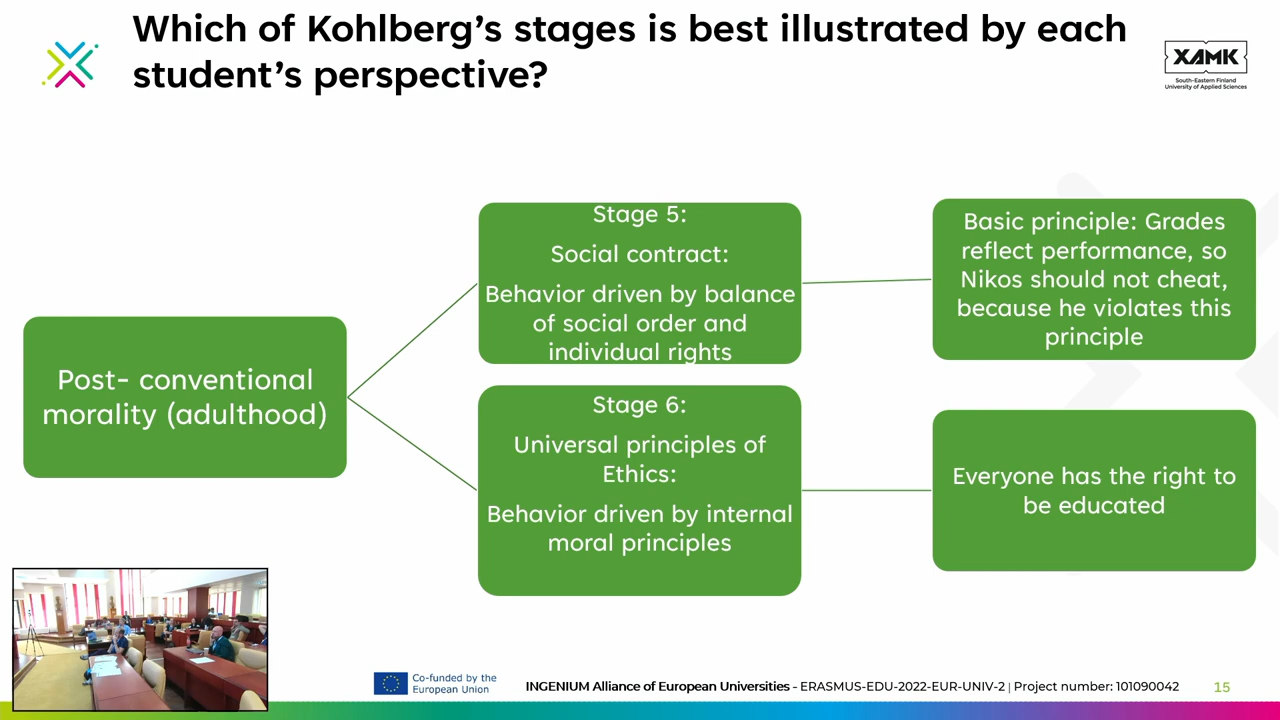 Which of Kohlberg's stages is best illustrated by each
student's perspective?
XAMK
South-Eastern Finland
University of Applied Sciences
Post- conventional
morality (adulthood)
Stage 5:
Social contract:
Behavior driven by balance
of social order and
individual rights
Basic principle: Grades
reflect performance, so
Nikos should not cheat,
because he violates this
principle
Stage 6:
Universal principles of
Ethics:
Behavior driven by internal
moral principles
Everyone has the right to
be educated
Co-funded by the
European Union
INGENIUM Alliance of European Universities - ERASMUS-EDU-2022-EUR-UNIV-2 | Project number: 101090042
15